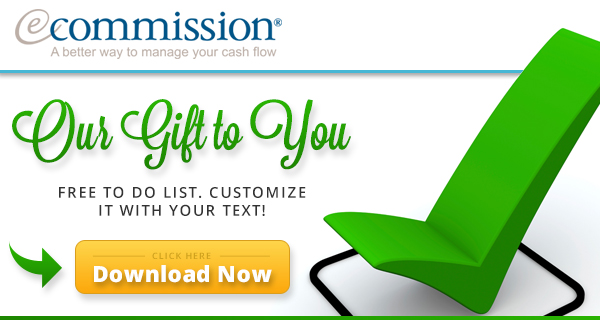 ecommission®
A better way to manage your cash flow
Our Gift to You
FREE TO DO LIST. CUSTOMIZE
IT WITH YOUR TEXT!
CLICK HERE
Download Now